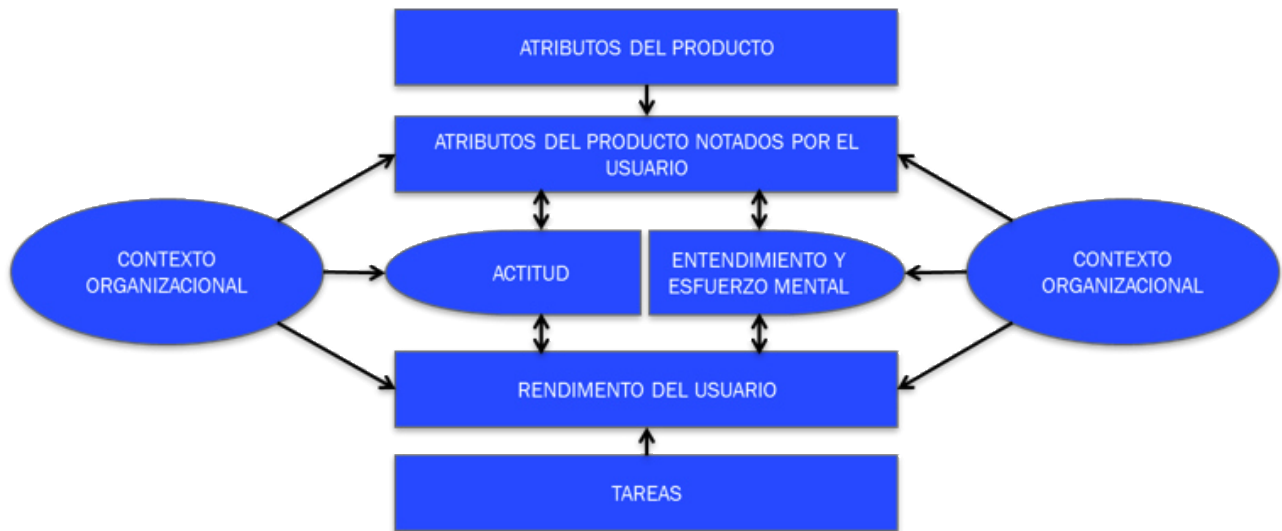 ATRIBUTOS DEL PRODUCTO
ATRIBUTOS DEL PRODUCTO NOTADOS POR EL
USUARIO
CONTEXTO
ORGANIZACIONAL
ACTITUD
ENTENDIMIENTO Y
ESFUERZO MENTAL
CONTEXTO
ORGANIZACIONAL
RENDIMENTO DEL USUARIO
TAREAS